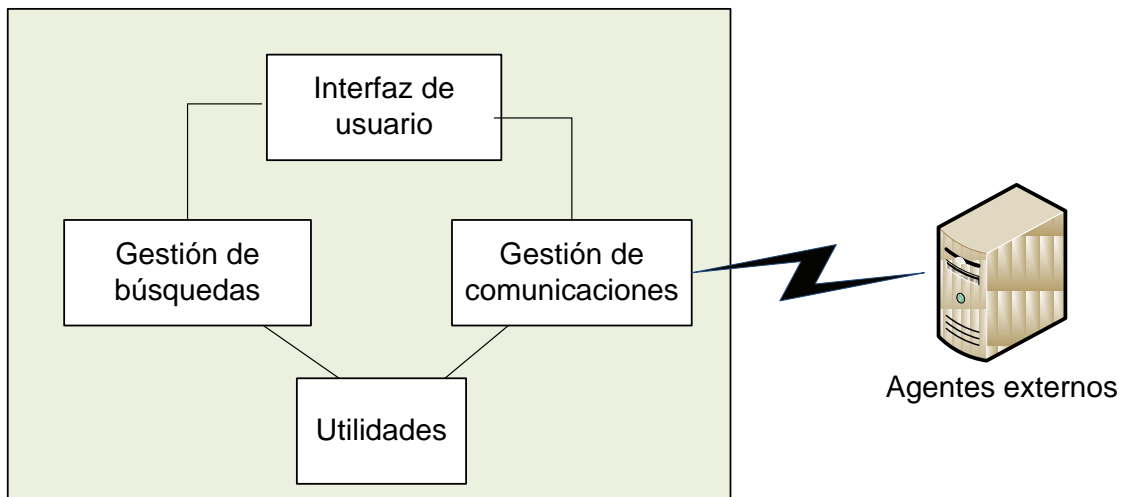 Interfaz de
usuario
Gestión de
búsquedas
Gestión de
comunicaciones
Utilidades
Agentes externos